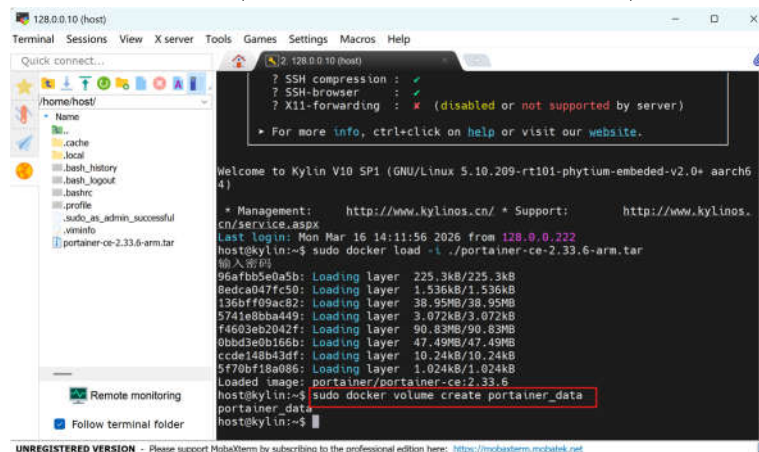 128.0.0.10 (host)
Terminal Sessions View X server Tools Games Settings Macros Help
Quick connect...
2. 128.0.0.10 (host)
/home/host/
Name
..
.cache
.local
.bash_history
.bash_logout
.bashrc
.profile
.sudo_as_admin_successful
.viminfo
portainer-ce-2.33.6-arm.tar
Remote monitoring
Follow terminal folder
? SSH compression : ✓
? SSH-browser : ✓
? X11-forwarding : ✗ (disabled or not supported by server)
► For more info, ctrl+click on help or visit our website.
Welcome to Kylin V10 SP1 (GNU/Linux 5.10.209-rt101-phytium-embeded-v2.0+ aarch6
4)
* Management: http://www.kylinos.cn/ * Support: http://www.kylinos.
cn/service.aspx
Last login: Mon Mar 16 14:11:56 2026 from 128.0.0.222
host@kylin:~$ sudo docker load -i ./portainer-ce-2.33.6-arm.tar
输入密码
96afbb5e0a5b: Loading layer 225.3kB/225.3kB
8edca047fc50: Loading layer 1.536kB/1.536kB
136bff09ac82: Loading layer 38.95MB/38.95MB
5741e8bba449: Loading layer 3.072kB/3.072kB
f4603eb2042f: Loading layer 90.83MB/90.83MB
0bbd3e0b166b: Loading layer 47.49MB/47.49MB
ccde148b43df: Loading layer 10.24kB/10.24kB
5f70bf18a086: Loading layer 1.024kB/1.024kB
Loaded image: portainer/portainer-ce:2.33.6
host@kylin:~$ sudo docker volume create portainer_data
portainer_data
host@kylin:~$
UNREGISTERED VERSION - Please support MobaXterm by subscribing to the professional edition here: https://mobaxterm.mobatek.net